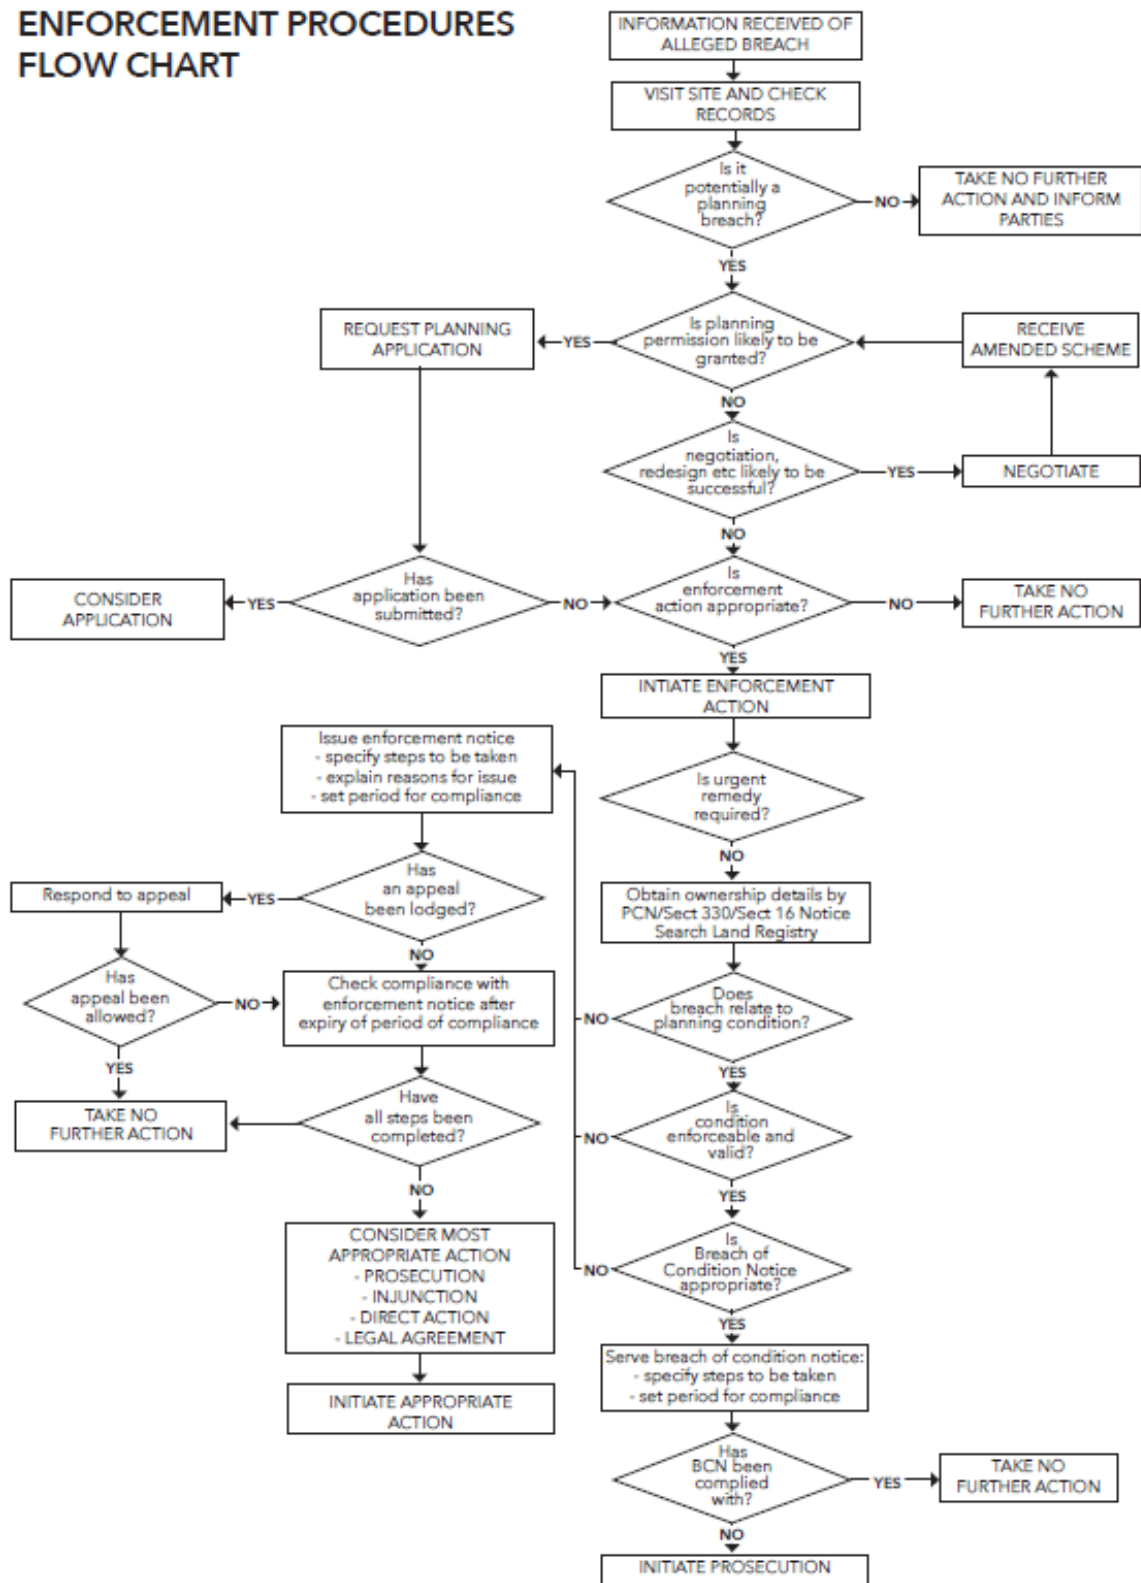 ENFORCEMENT PROCEDURES
FLOW CHART
INFORMATION RECEIVED OF
ALLEGED BREACH
VISIT SITE AND CHECK
RECORDS
Is it
potentially a
planning
breach?
NO
TAKE NO FURTHER
ACTION AND INFORM
PARTIES
YES
REQUEST PLANNING
APPLICATION
YES
Is planning
permission likely to be
granted?
RECEIVE
AMENDED SCHEME
NO
Is
negotiation,
redesign etc likely to be
successful?
YES
NEGOTIATE
NO
CONSIDER
APPLICATION
YES
Has
application been
submitted?
NO
Is
enforcement
action appropriate?
NO
TAKE NO
FURTHER ACTION
YES
INTIATE ENFORCEMENT
ACTION
Issue enforcement notice
- specify steps to be taken
- explain reasons for issue
- set period for compliance
Is urgent
remedy
required?
NO
Respond to appeal
YES
Has
an appeal
been lodged?
Obtain ownership details by
PCN/Sect 330/Sect 16 Notice
Search Land Registry
NO
Has
appeal been
allowed?
NO
Check compliance with
enforcement notice after
expiry of period of compliance
NO
Does
breach relate to
planning condition?
YES
YES
TAKE NO
FURTHER ACTION
Have
all steps been
completed?
NO
Is
condition
enforceable and
valid?
NO
YES
CONSIDER MOST
APPROPRIATE ACTION
- PROSECUTION
- INJUNCTION
- DIRECT ACTION
- LEGAL AGREEMENT
NO
Is
Breach of
Condition Notice
appropriate?
YES
INITIATE APPROPRIATE
ACTION
Serve breach of condition notice:
- specify steps to be taken
- set period for compliance
Has
BCN been
complied
with?
YES
TAKE NO
FURTHER ACTION
NO
INITIATE PROSECUTION